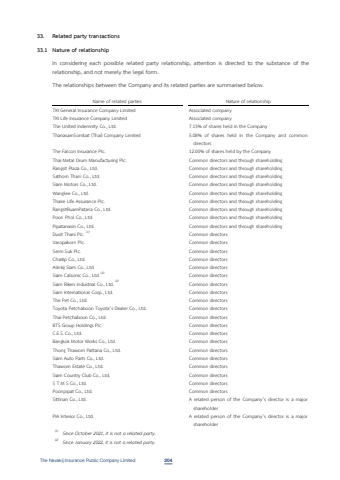 33. Related party transactions
33.1 Nature of relationship
In considering each possible related party relationship, attention is directed to the substance of the
relationship, and not merely the legal form.
The relationships between the Company and its related parties are summarised below.
Name of related parties Nature of relationship
TKI General Insurance Company Limited Associated company
TKI Life Insurance Company Limited Associated company
The United Indemnity Co., Ltd. 7.15% of shares held in the Company
Thanasarn Sombat (Thai) Company Limited 5.08% of shares held in the Company and common
directors
The Falcon Insurance Plc. 12.00% of shares held by the Company
Thai Metal Drum Manufacturing Plc. Common directors and through shareholding
Rangsit Plaza Co., Ltd. Common directors and through shareholding
Sathorn Thani Co., Ltd. Common directors and through shareholding
Siam Motors Co., Ltd. Common directors and through shareholding
Wanglee Co., Ltd. Common directors and through shareholding
Thaire Life Assurance Plc. Common directors and through shareholding
RangsitRuamPatana Co., Ltd. Common directors and through shareholding
Poon Phol Co., Ltd. Common directors and through shareholding
Pipatanasin Co., Ltd. Common directors and through shareholding
Dusit Thani Plc. (1) Common directors
Varopakorn Plc. Common directors
Serm Suk Plc. Common directors
Chatip Co., Ltd. Common directors
Common directors
Siam Calsonic Co., Ltd. (2) Common directors
Siam Riken Industrial Co., Ltd. (2) Common directors
Siam International Corp., Ltd. Common directors
The Pet Co., Ltd. Common directors
Toyota Petchaboon Toyota's Dealer Co., Ltd. Common directors
Thai Petchaboon Co., Ltd. Common directors
BTS Group Holdings Plc. Common directors
C.E.S. Co., Ltd. Common directors
Bangkok Motor Works Co., Ltd. Common directors
Thong Thaworn Pattana Co., Ltd. Common directors
Siam Auto Parts Co., Ltd. Common directors
Thaworn Estate Co., Ltd. Common directors
Siam Country Club Co., Ltd. Common directors
S T M S Co., Ltd. Common directors
Poonpipat Co., Ltd. Common directors
Sittinan Co., Ltd. A related person of the Company's director is a major
shareholder
PIA Interior Co., Ltd. A related person of the Company's director is a major
shareholder
(1) Since October 2021, it is not a related party.
(2) Since January 2022, it is not a related party.
The Navakij Insurance Public Company Limited 204